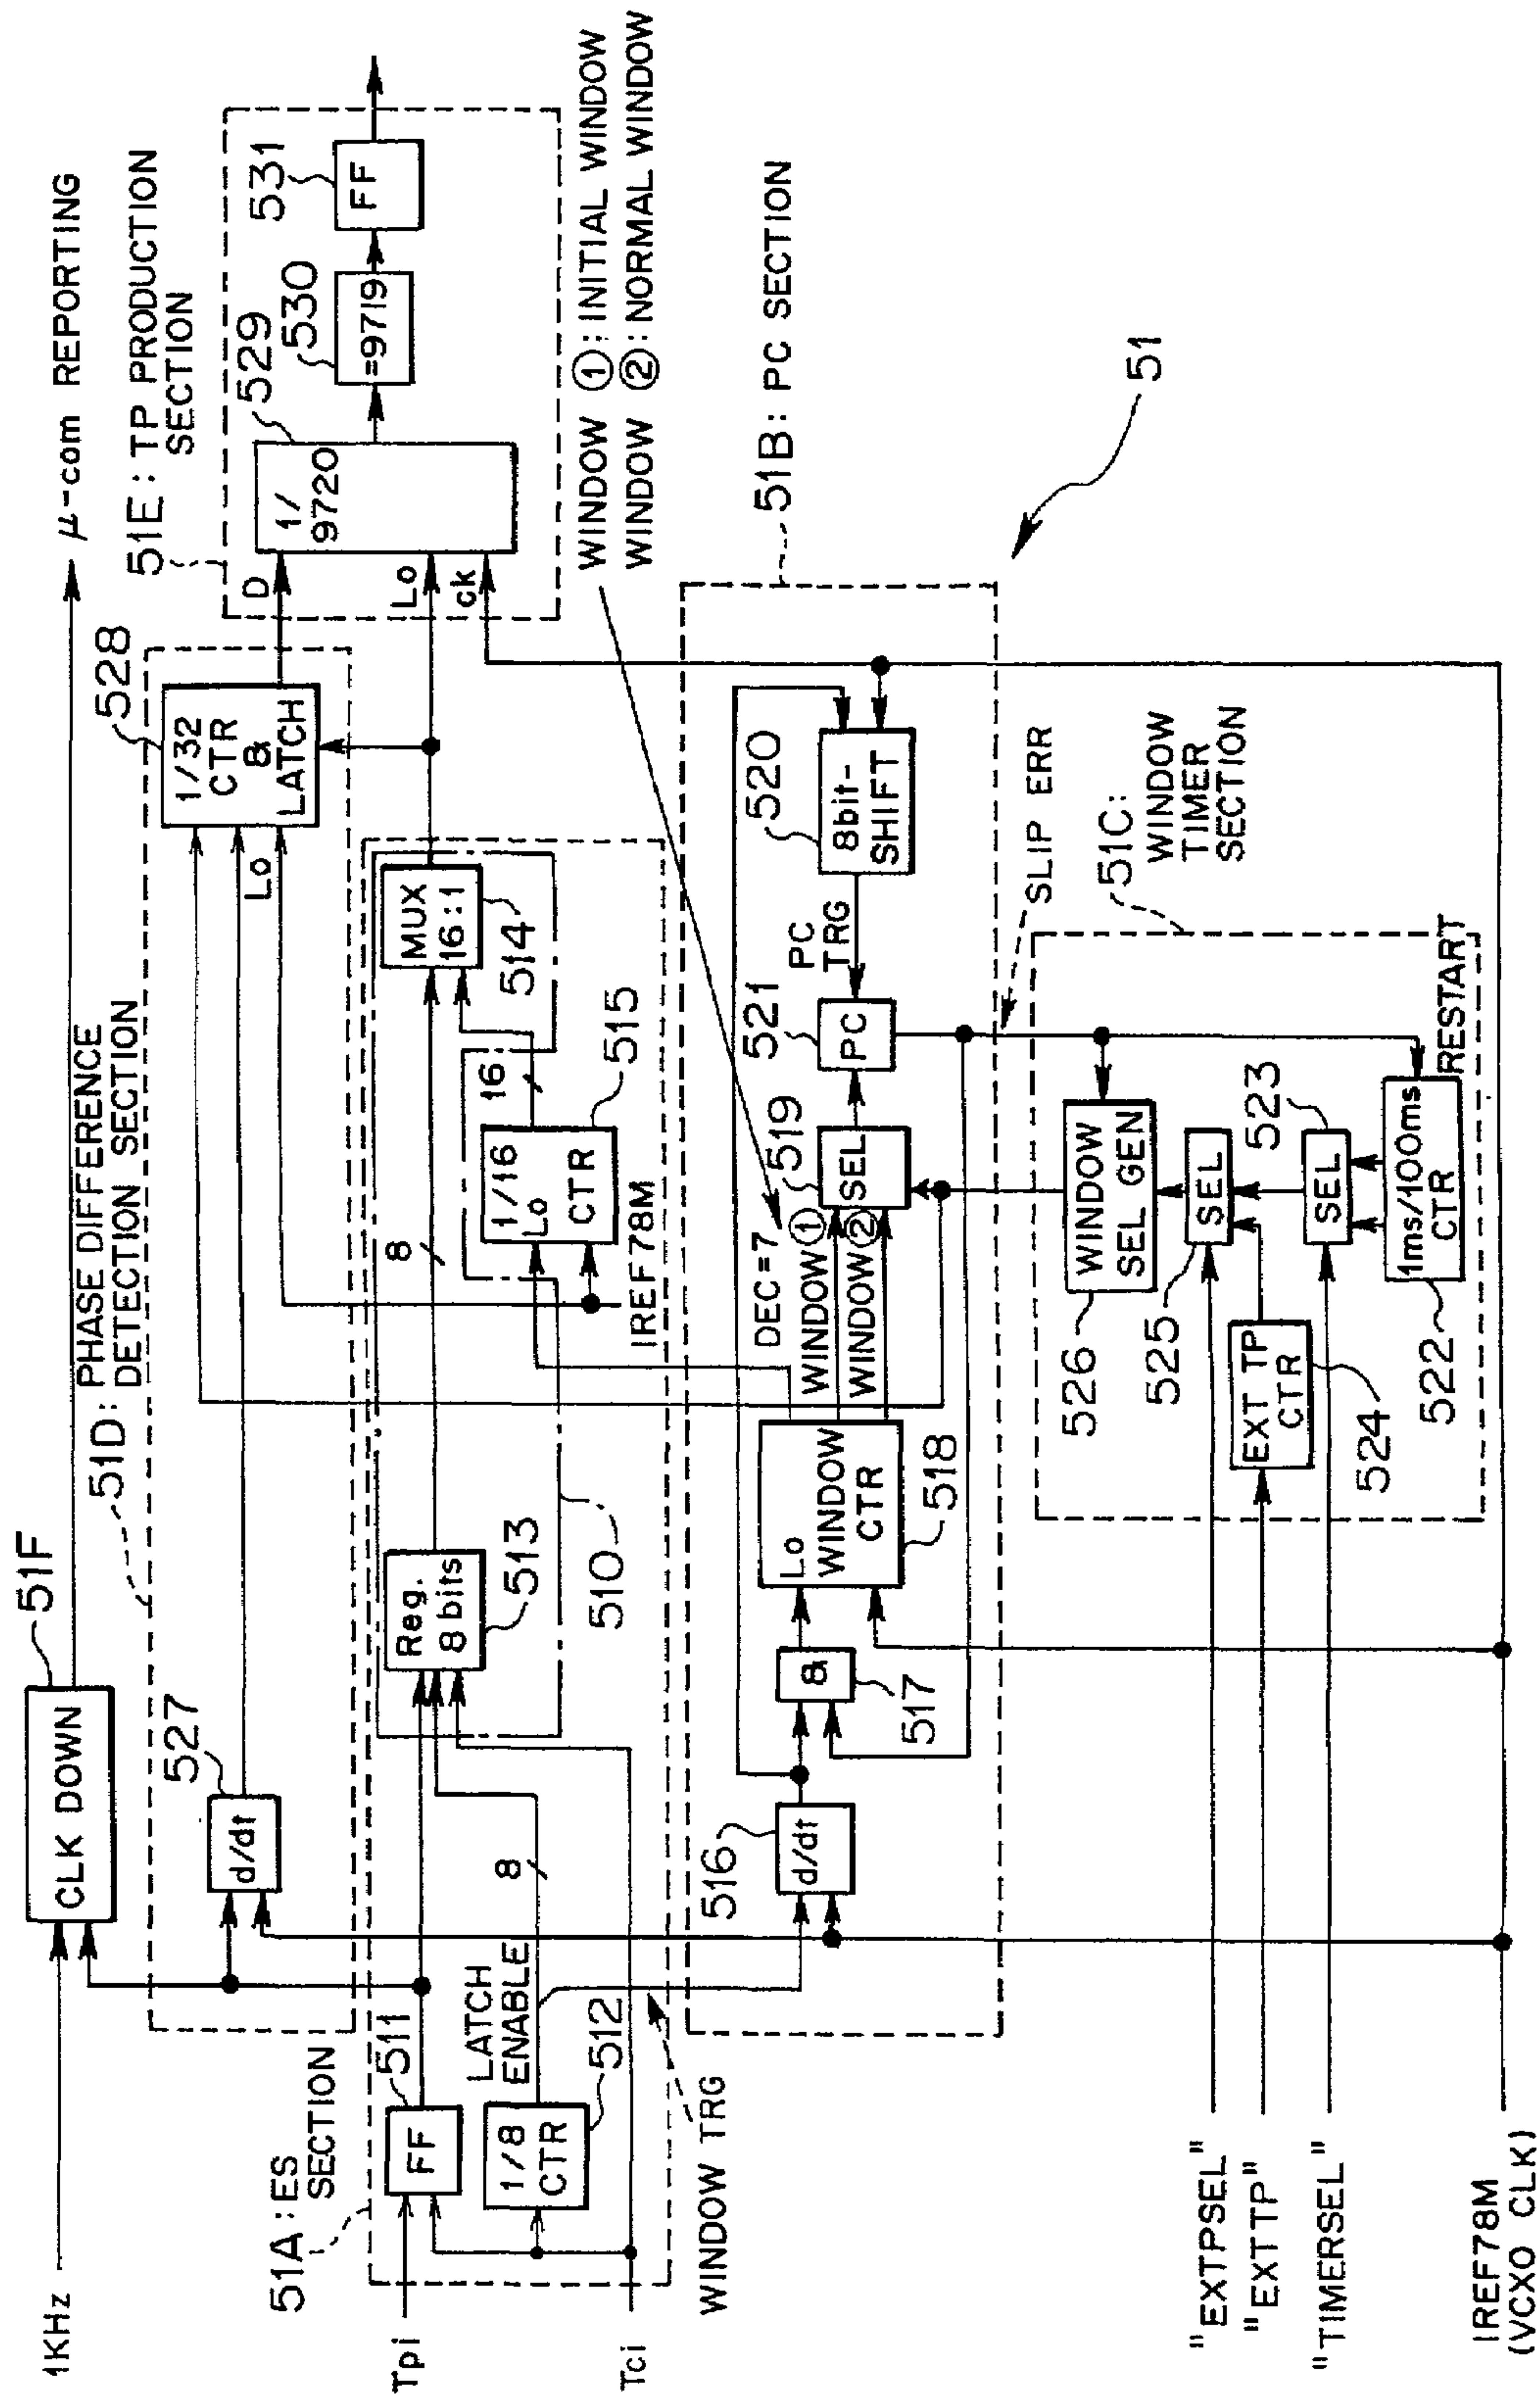 1KHz
CLK DOWN
51F
μ-com REPORTING
51D: PHASE DIFFERENCE
DETECTION SECTION
527
d/dt
528
1/32
CTR
&
LATCH
Lo
51E: TP PRODUCTION
SECTION
D
Lo
ck
1/
9720
529
=9719
530
FF
531
51A: ES
SECTION
Tpi
Tci
FF
511
LATCH
ENABLE
1/8
CTR
512
8
Reg.
8 bits
513
510
8
1/16
Lo
CTR
515
16
MUX
16:1
514
IREF78M
WINDOW TRG
WINDOW ①: INITIAL WINDOW
WINDOW ②: NORMAL WINDOW
51B: PC SECTION
516
d/dt
&
517
Lo
WINDOW
CTR
518
DEC=7
WINDOW ①
WINDOW ②
SEL
519
PC
521
PC
TRG
8bit-
SHIFT
520
SLIP ERR
51
51C:
WINDOW
TIMER
SECTION
WINDOW
SEL GEN
526
SEL
525
EXT TP
CTR
524
SEL
523
1ms/100ms
CTR
522
RESTART
"EXTPSEL"
"EXTTP"
"TIMERSEL"
IREF78M
(VCXO CLK)